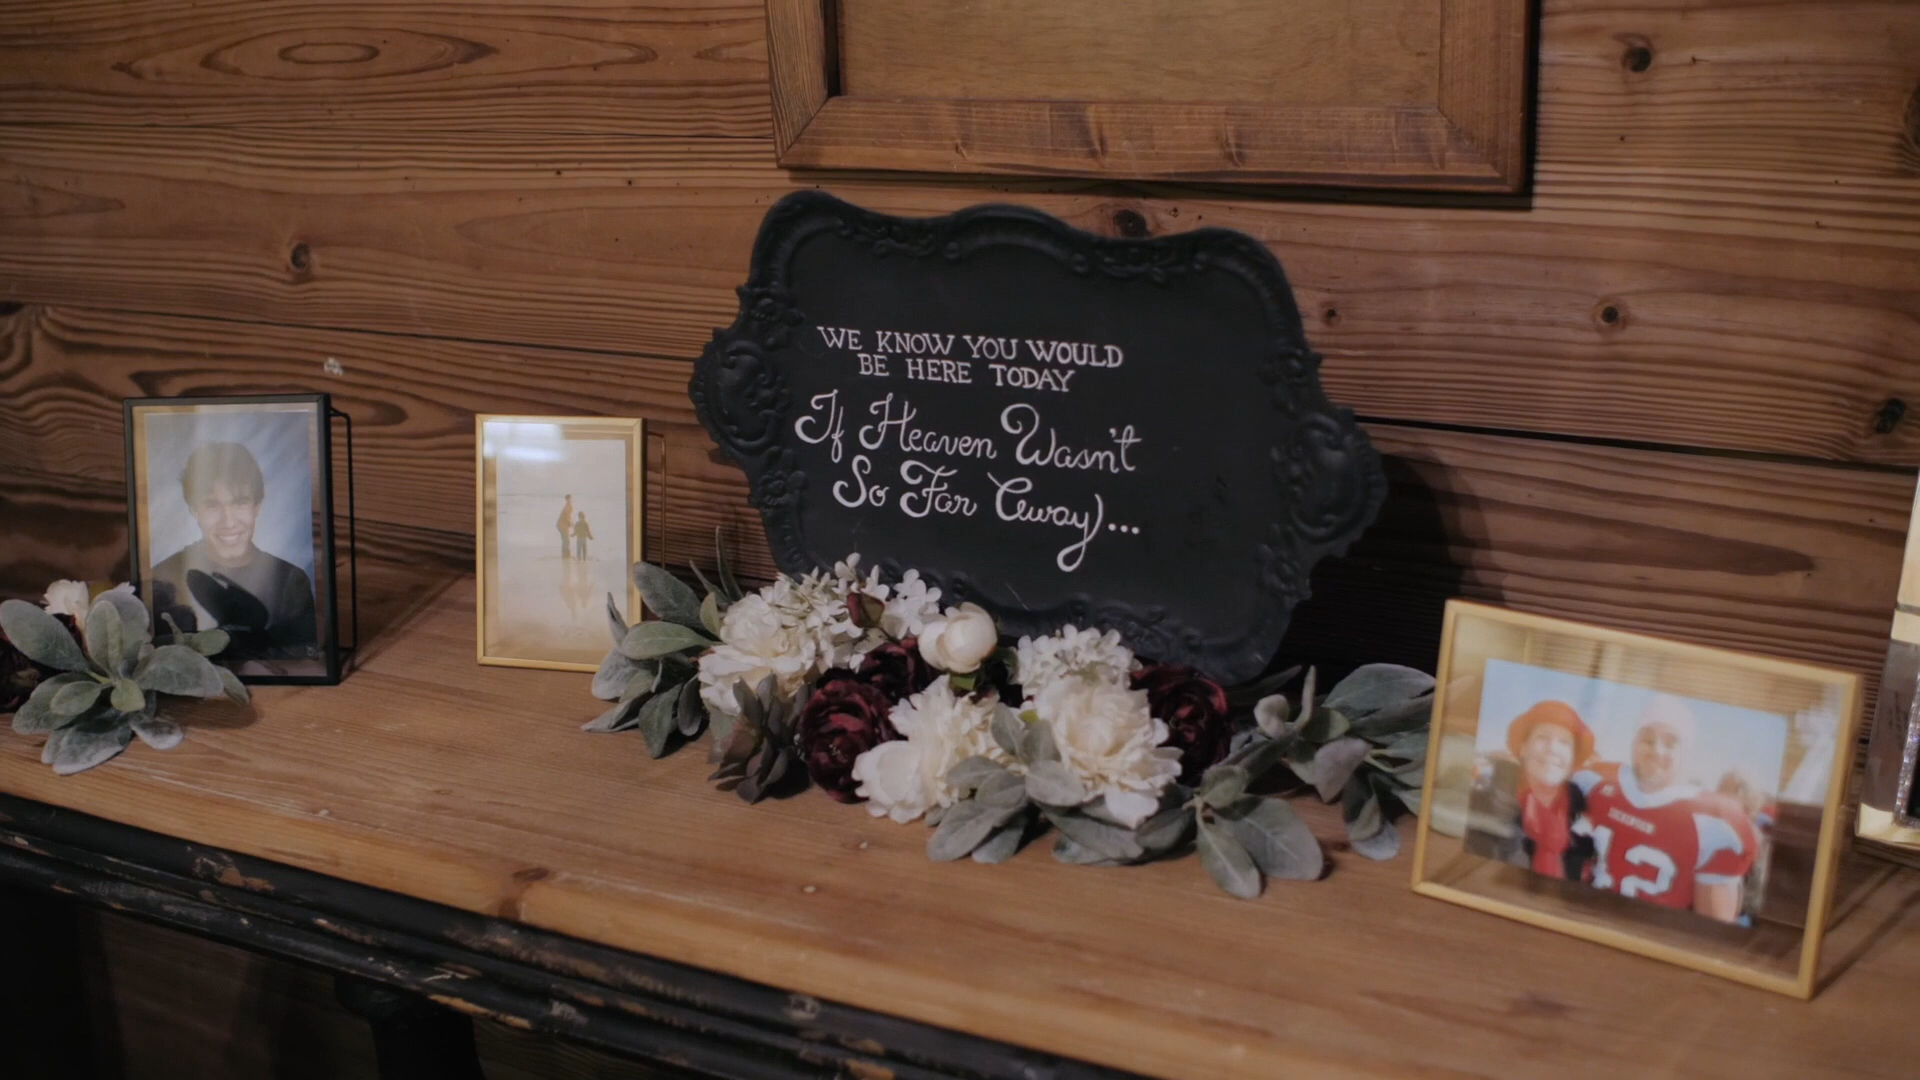 WE KNOW YOU WOULD
BE HERE TODAY
If Heaven Wasn't
So Far Away...
12